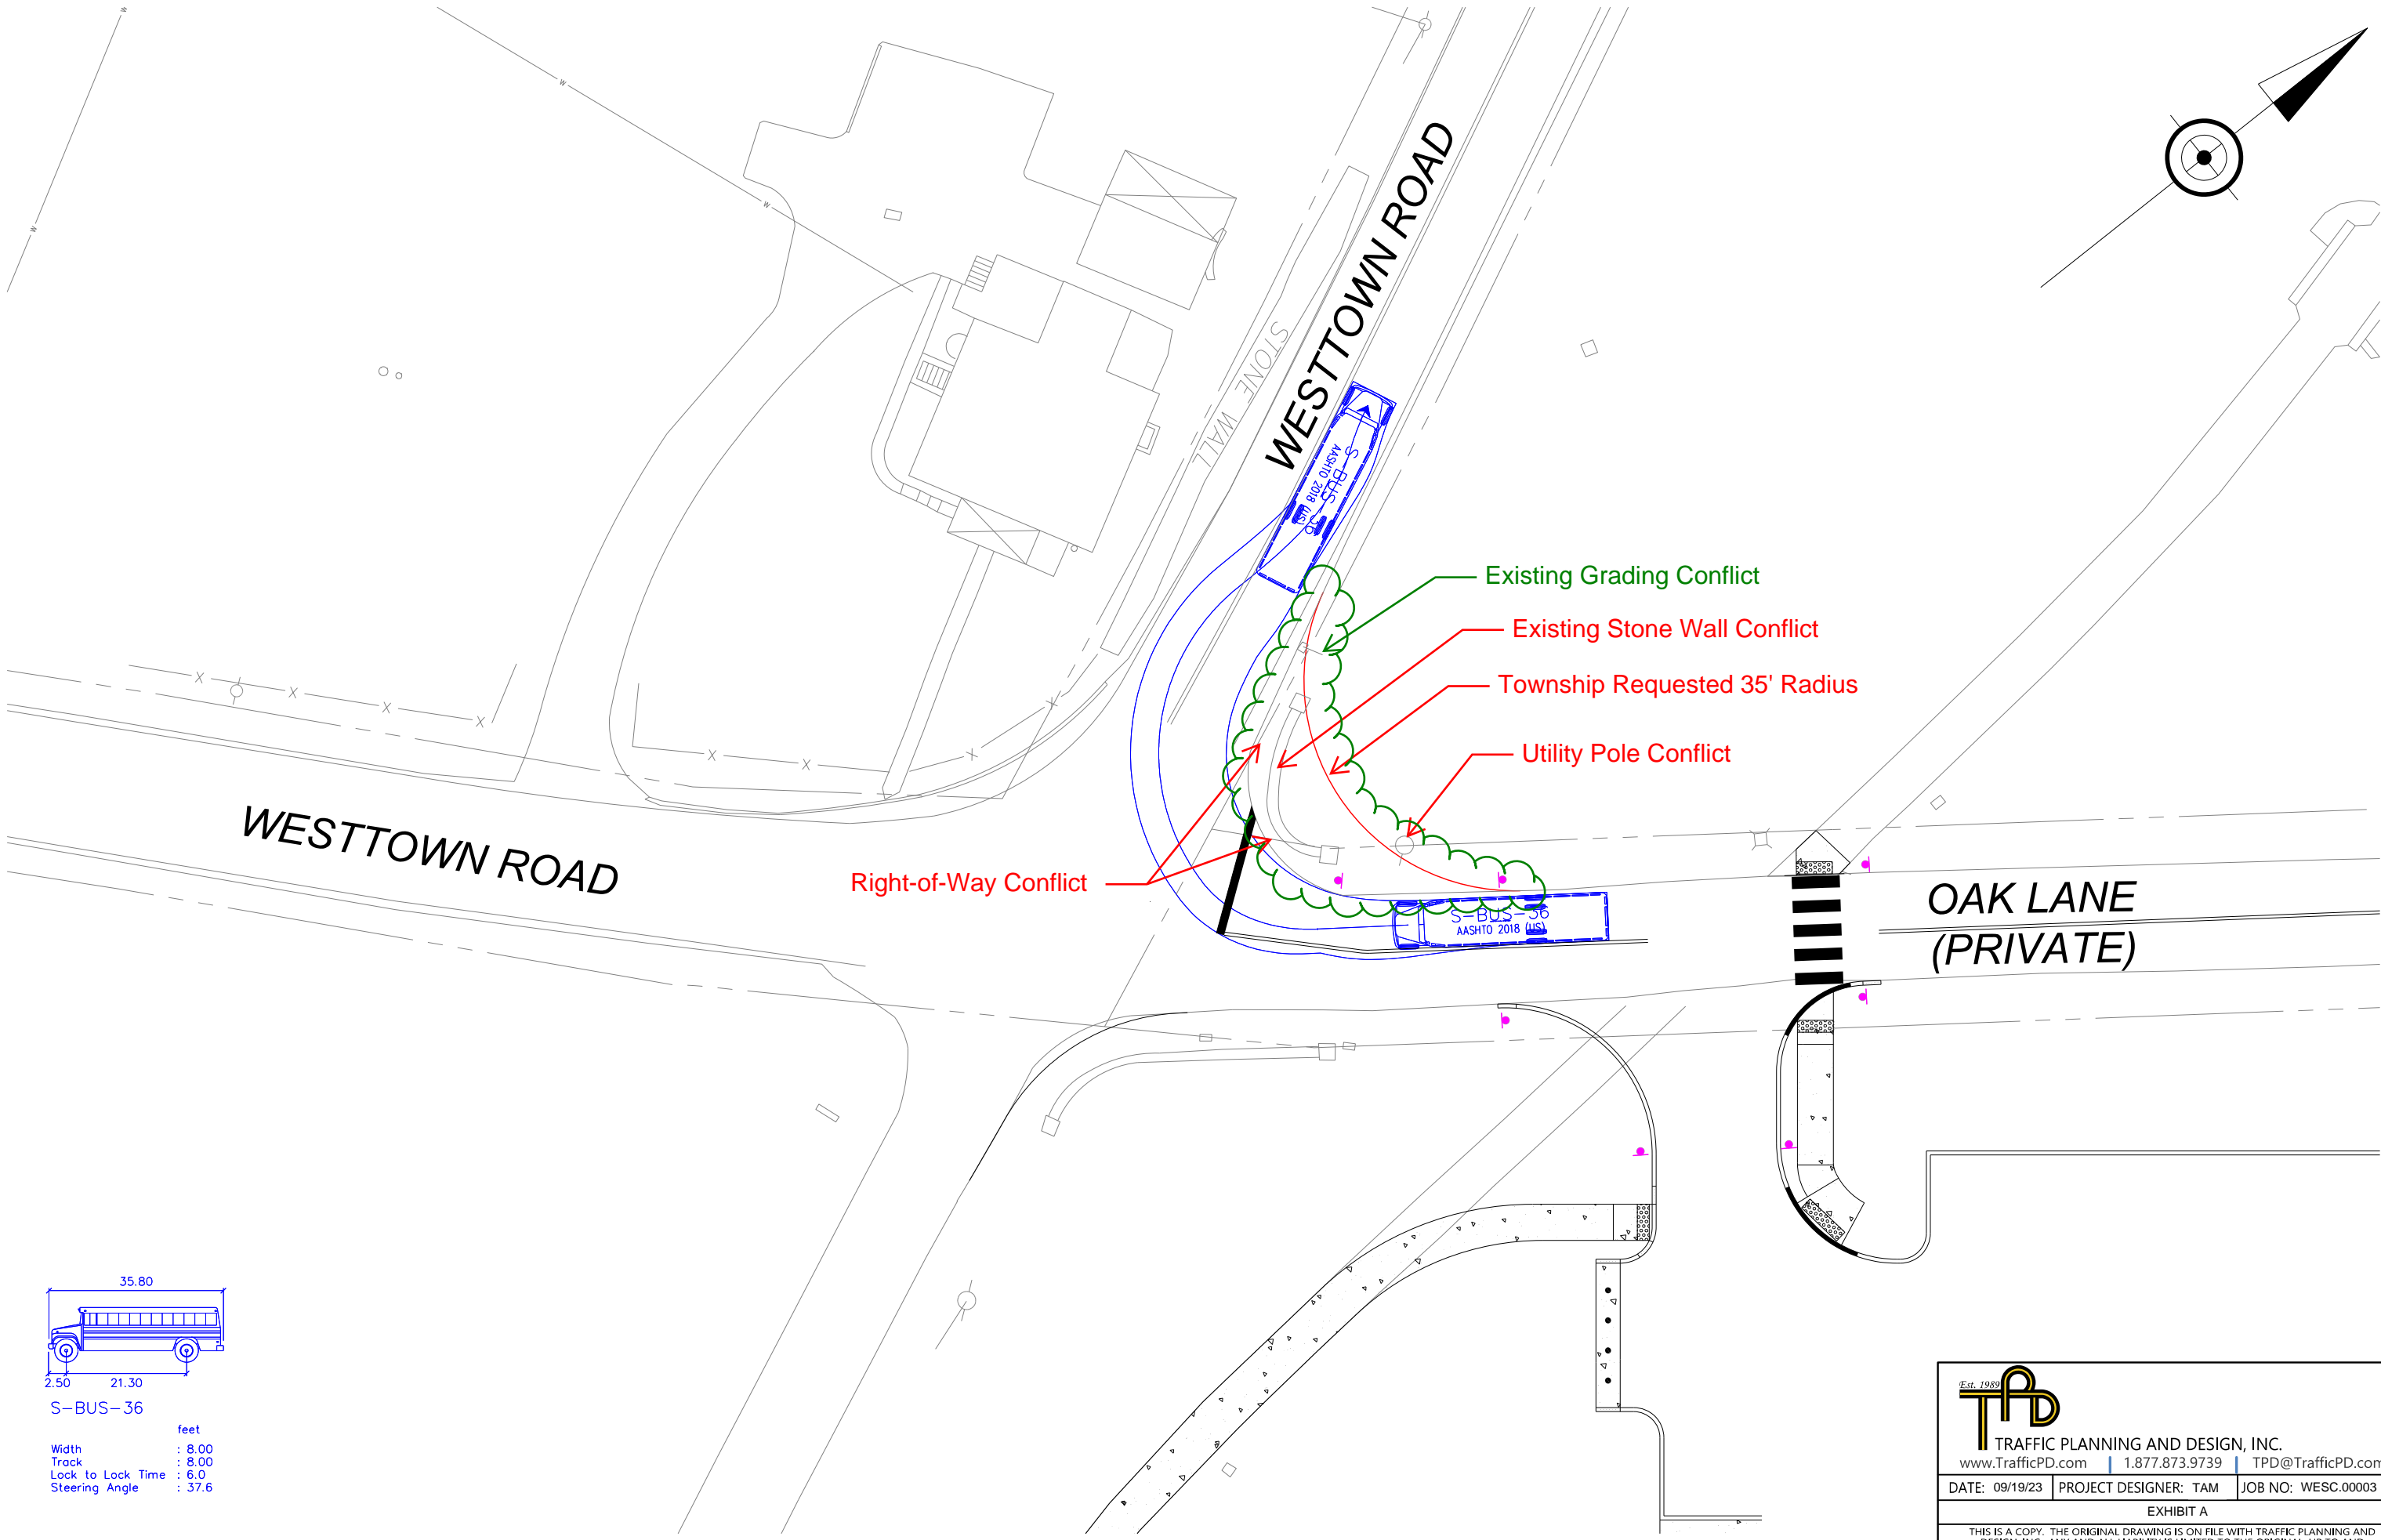 W
W
W
W
STONE WALL
WESTTOWN ROAD
S-BUS-36
AASHTO 2018 (US)
Existing Grading Conflict
Existing Stone Wall Conflict
Township Requested 35' Radius
Utility Pole Conflict
X X X X
X X X X
WESTTOWN ROAD
Right-of-Way Conflict
S-BUS-36
AASHTO 2018 (US)
OAK LANE
(PRIVATE)
35.80
2.50 21.30
S-BUS-36
feet
Width : 8.00
Track : 8.00
Lock to Lock Time : 6.0
Steering Angle : 37.6
Est. 1989
TPD
TRAFFIC PLANNING AND DESIGN, INC.
www.TrafficPD.com | 1.877.873.9739 | TPD@TrafficPD.com
DATE: 09/19/23 PROJECT DESIGNER: TAM JOB NO: WESC.00003
EXHIBIT A
THIS IS A COPY. THE ORIGINAL DRAWING IS ON FILE WITH TRAFFIC PLANNING AND